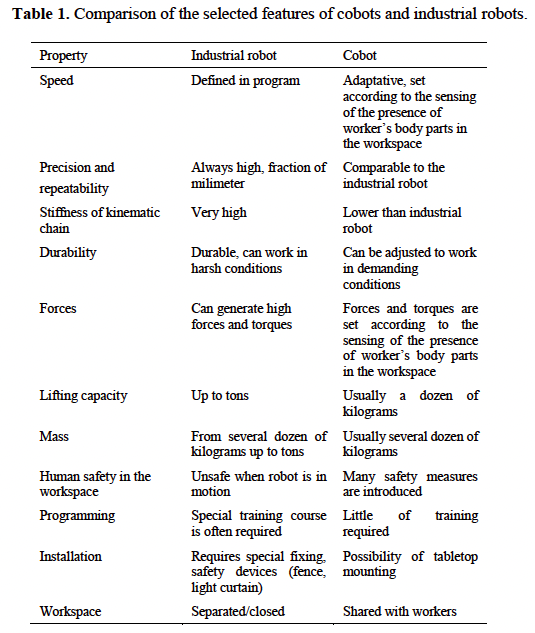 Table 1. Comparison of the selected features of cobots and industrial robots.
Property Industrial robot Cobot
Speed Defined in program Adaptative, set
according to the sensing
of the presence of
worker's body parts in
the workspace
Precision and Always high, fraction of Comparable to the
repeatability milimeter industrial robot
Stiffness of kinematic Very high Lower than industrial
chain robot
Durability Durable, can work in Can be adjusted to work
harsh conditions in demanding
conditions
Forces Can generate high Forces and torques are
forces and torques set according to the
sensing of the presence
of worker's body parts
in the workspace
Lifting capacity Up to tons Usually a dozen of
kilograms
Mass From several dozen of Usually several dozen of
kilograms up to tons kilograms
Human safety in the Unsafe when robot is in Many safety measures
workspace motion are introduced
Programming Special training course Little of training
is often required required
Installation Requires special fixing, Possibility of tabletop
safety devices (fence, mounting
light curtain)
Workspace Separated/closed Shared with workers